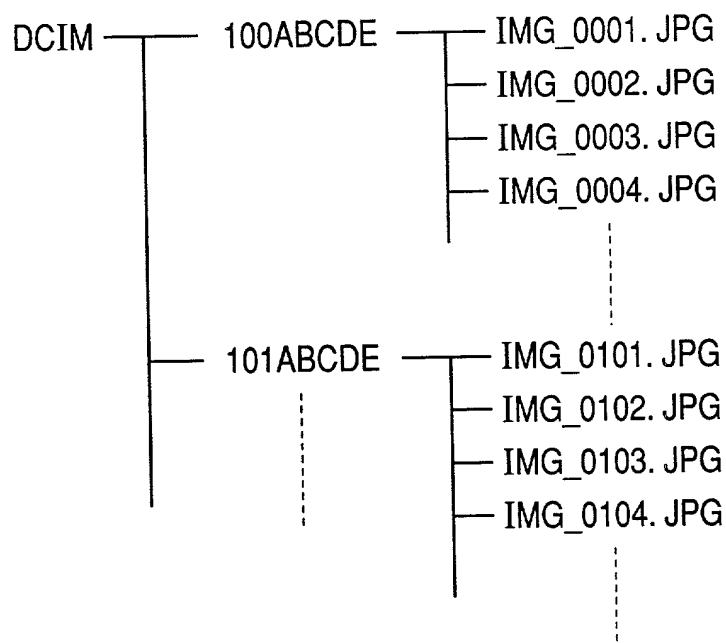 DCIM 100ABCDE IMG_0001. JPG
IMG_0002. JPG
IMG_0003. JPG
IMG_0004. JPG
101ABCDE IMG_0101. JPG
IMG_0102. JPG
IMG_0103. JPG
IMG_0104. JPG